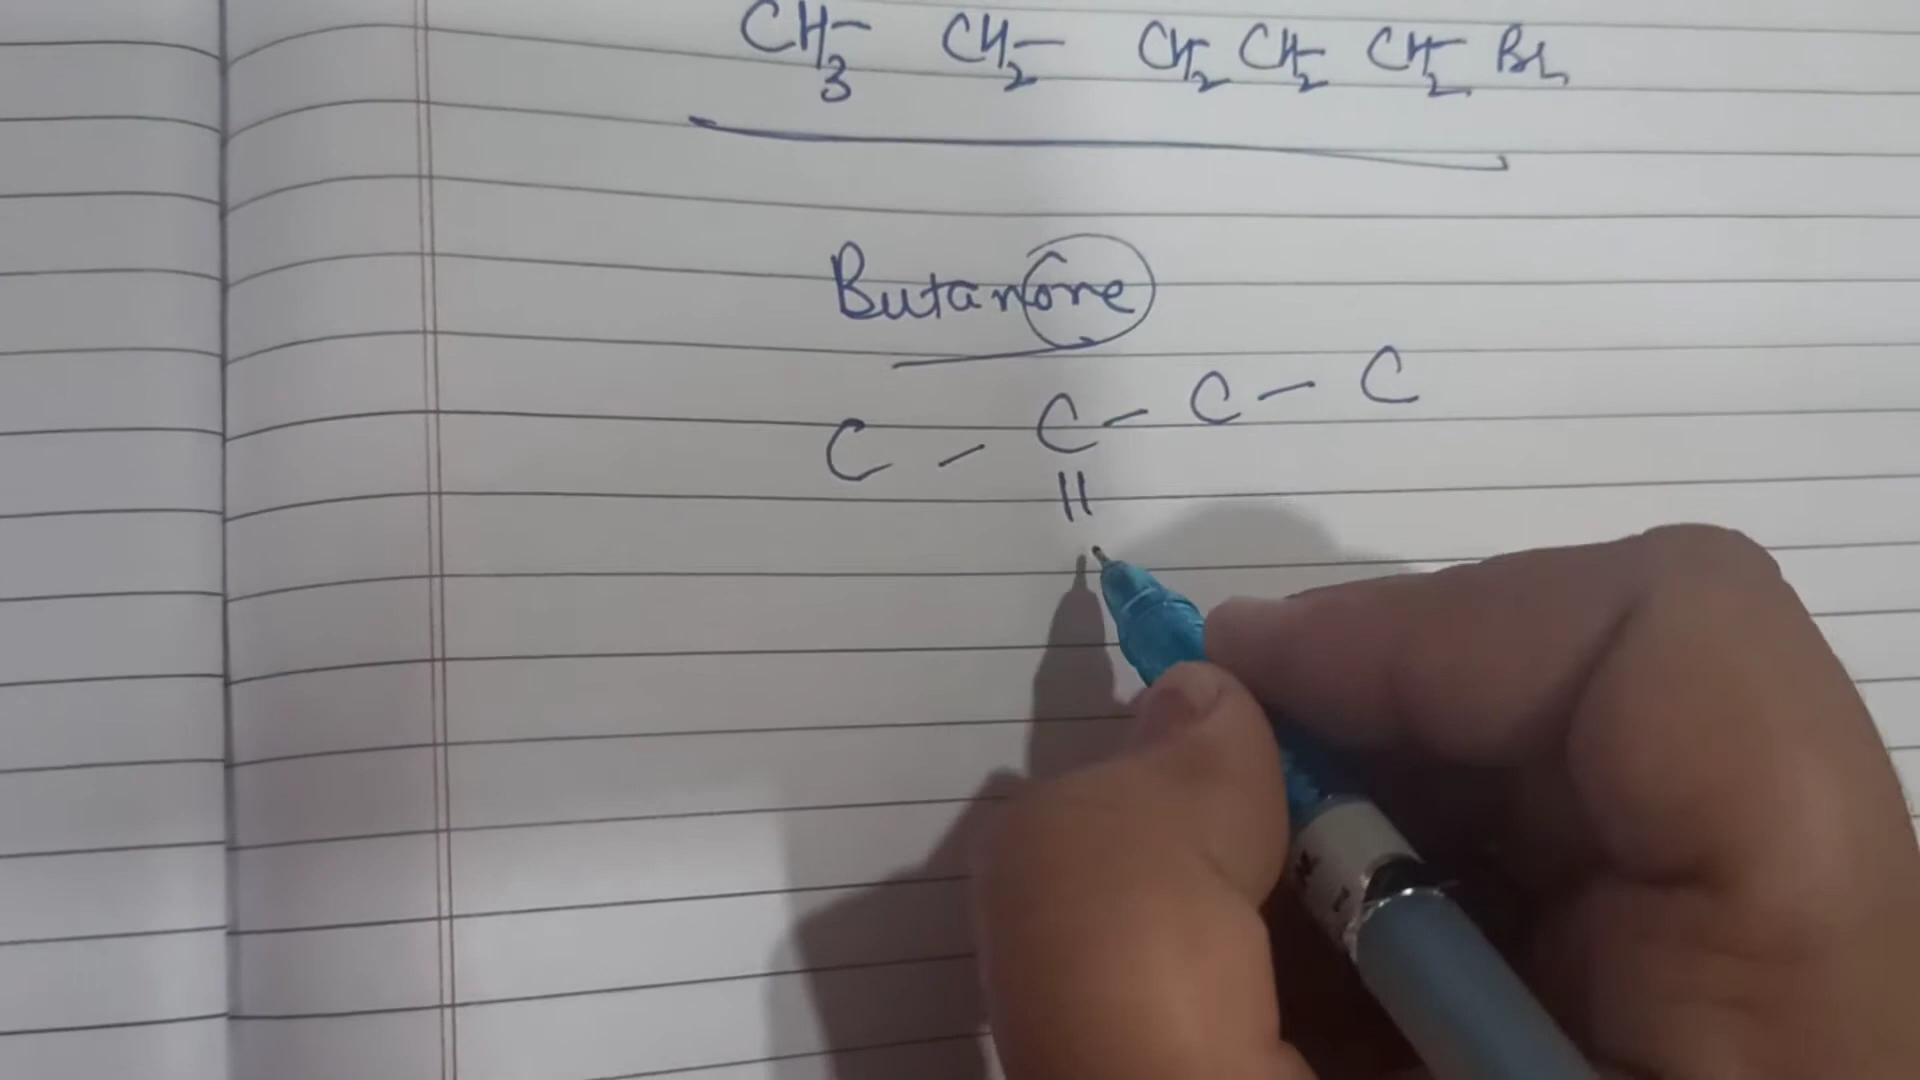 CH3- CH2- CH2 CH2 CH2 Br
Butanone
C - C - C - C
||